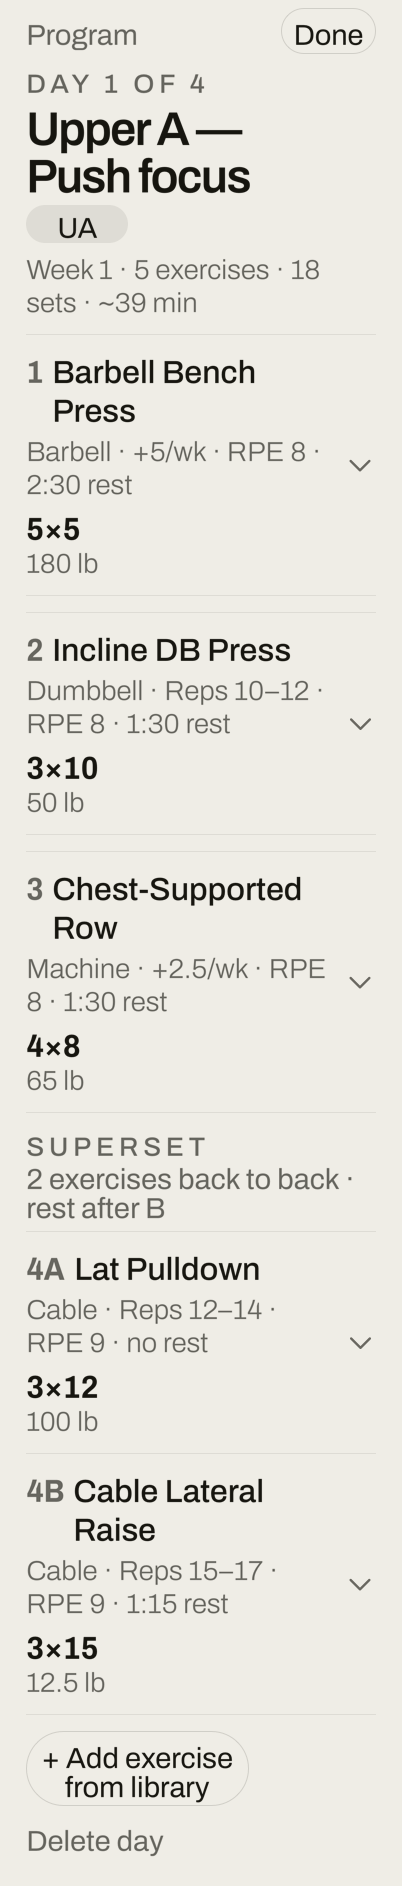 Program
Done
DAY 1 OF 4
Upper A —
Push focus
UA
Week 1 · 5 exercises · 18
sets · ~39 min
1 Barbell Bench
Press
Barbell · +5/wk · RPE 8 ·
2:30 rest
5×5
180 lb
2 Incline DB Press
Dumbbell · Reps 10–12 ·
RPE 8 · 1:30 rest
3×10
50 lb
3 Chest-Supported
Row
Machine · +2.5/wk · RPE
8 · 1:30 rest
4×8
65 lb
SUPERSET
2 exercises back to back ·
rest after B
4A Lat Pulldown
Cable · Reps 12–14 ·
RPE 9 · no rest
3×12
100 lb
4B Cable Lateral
Raise
Cable · Reps 15–17 ·
RPE 9 · 1:15 rest
3×15
12.5 lb
+ Add exercise
from library
Delete day